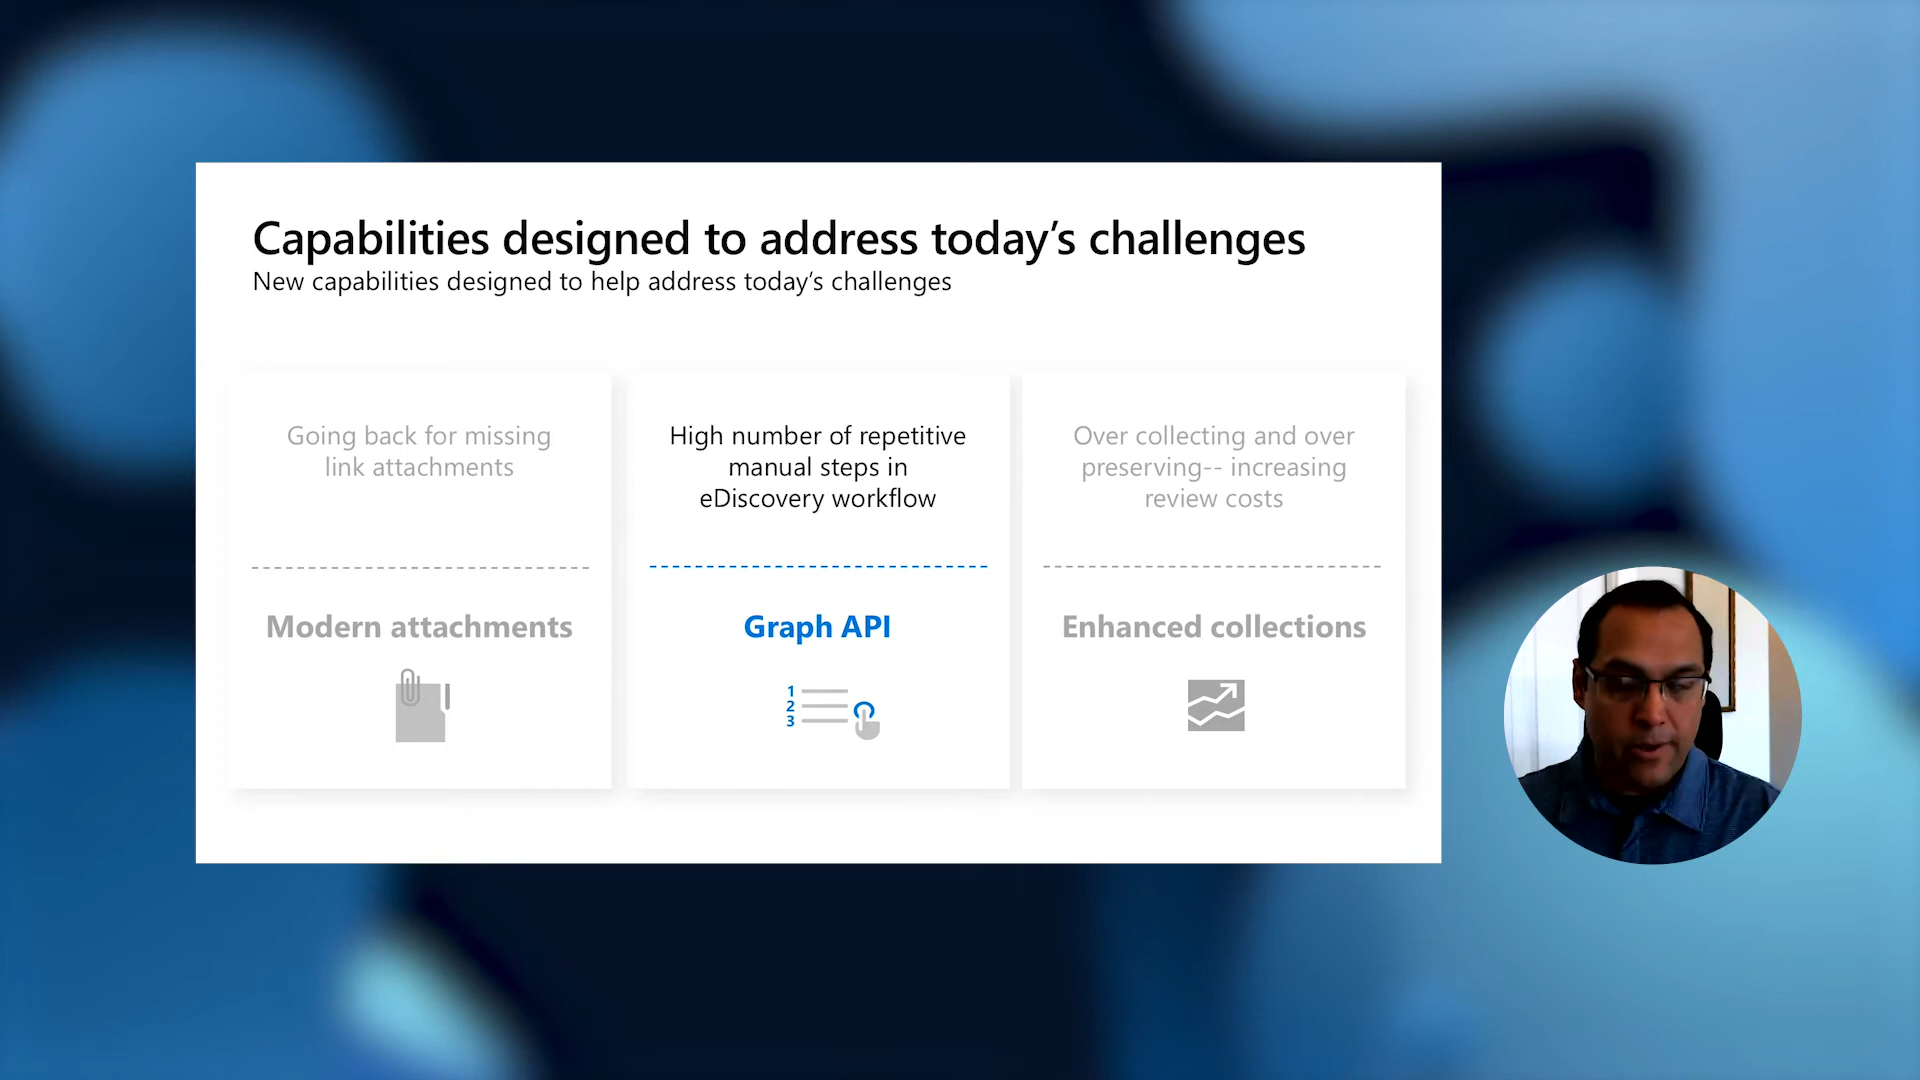 Capabilities designed to address today's challenges
New capabilities designed to help address today's challenges
Going back for missing
link attachments
Modern attachments
High number of repetitive
manual steps in
eDiscovery workflow
Graph API
1
2
3
Over collecting and over
preserving-- increasing
review costs
Enhanced collections